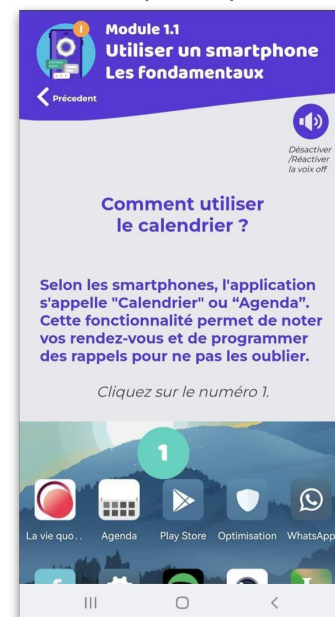 Module 1.1
Utiliser un smartphone
Les fondamentaux
Précedent
Désactiver
/Réactiver
la voix off
Comment utiliser
le calendrier ?
Selon les smartphones, l'application
s'appelle "Calendrier" ou “Agenda”.
Cette fonctionnalité permet de noter
vos rendez-vous et de programmer
des rappels pour ne pas les oublier.
Cliquez sur le numéro 1.
1
La vie quo.. Agenda Play Store Optimisation WhatsApp